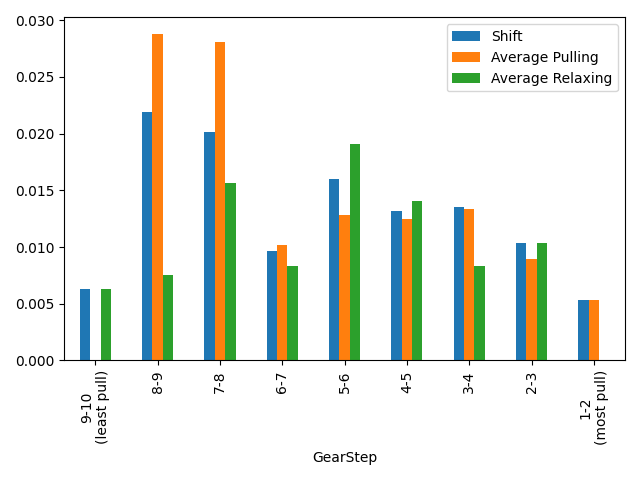 0.030
0.025
0.020
0.015
0.010
0.005
0.000
Shift
Average Pulling
Average Relaxing
9-10
(least pull)
8-9
7-8
6-7
5-6
4-5
3-4
2-3
1-2
(most pull)
GearStep